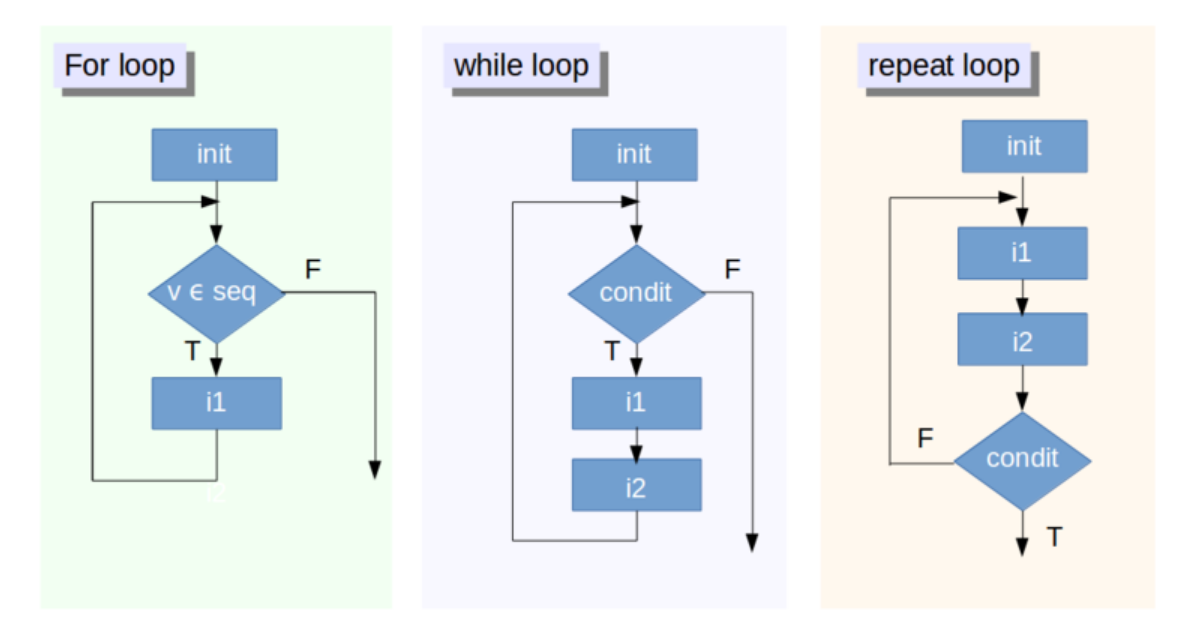 For loop
init
v ϵ seq
F
T
i1
i2
while loop
init
condit
F
T
i1
i2
repeat loop
init
i1
i2
F
condit
T